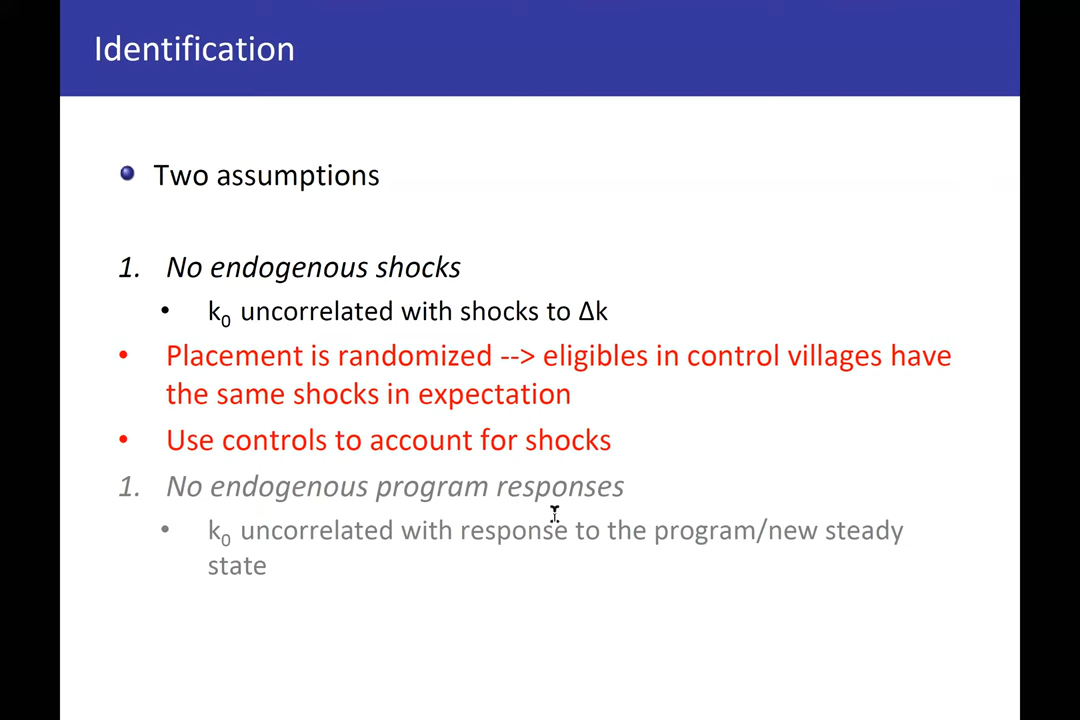 Identification
• Two assumptions
1. No endogenous shocks
• k₀ uncorrelated with shocks to Δk
• Placement is randomized --> eligibles in control villages have
the same shocks in expectation
• Use controls to account for shocks
1. No endogenous program responses
• k₀ uncorrelated with response to the program/new steady
state